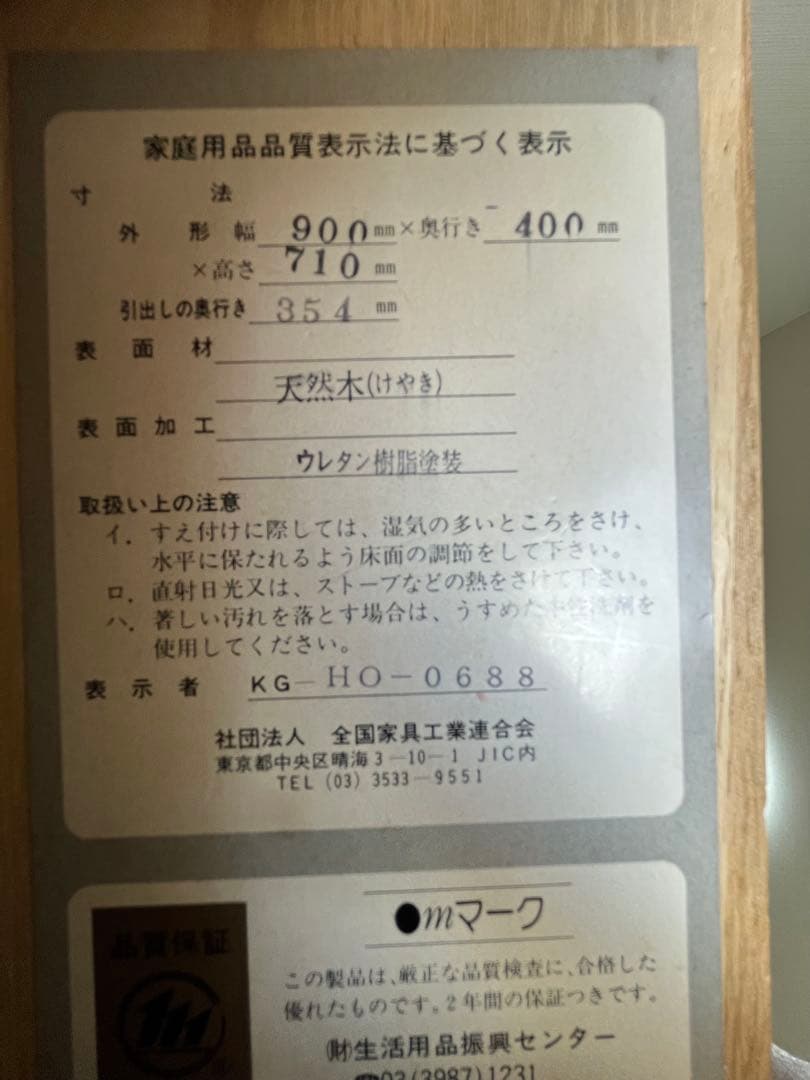 家庭用品品質表示法に基づく表示
寸法
外形幅 900mm×奥行き 400mm
×高さ 710mm
引出しの奥行き 354mm
表面材
天然木(けやき)
表面加工
ウレタン樹脂塗装
取扱い上の注意
イ．すえ付けに際しては、湿気の多いところをさけ、
水平に保たれるよう床面の調節をして下さい。
ロ．直射日光又は、ストーブなどの熱をさけて下さい。
ハ．著しい汚れを落とす場合は、うすめた中性洗剤を
使用してください。
表示者 KG-HO-0688
社団法人 全国家具工業連合会
東京都中央区晴海3-10-1 JIC内
TEL (03) 3533-9551
●mマーク
品質保証
この製品は、厳正な品質検査に、合格した
優れたものです。2年間の保証つきです。
㈶生活用品振興センター
☎03(3987)1231